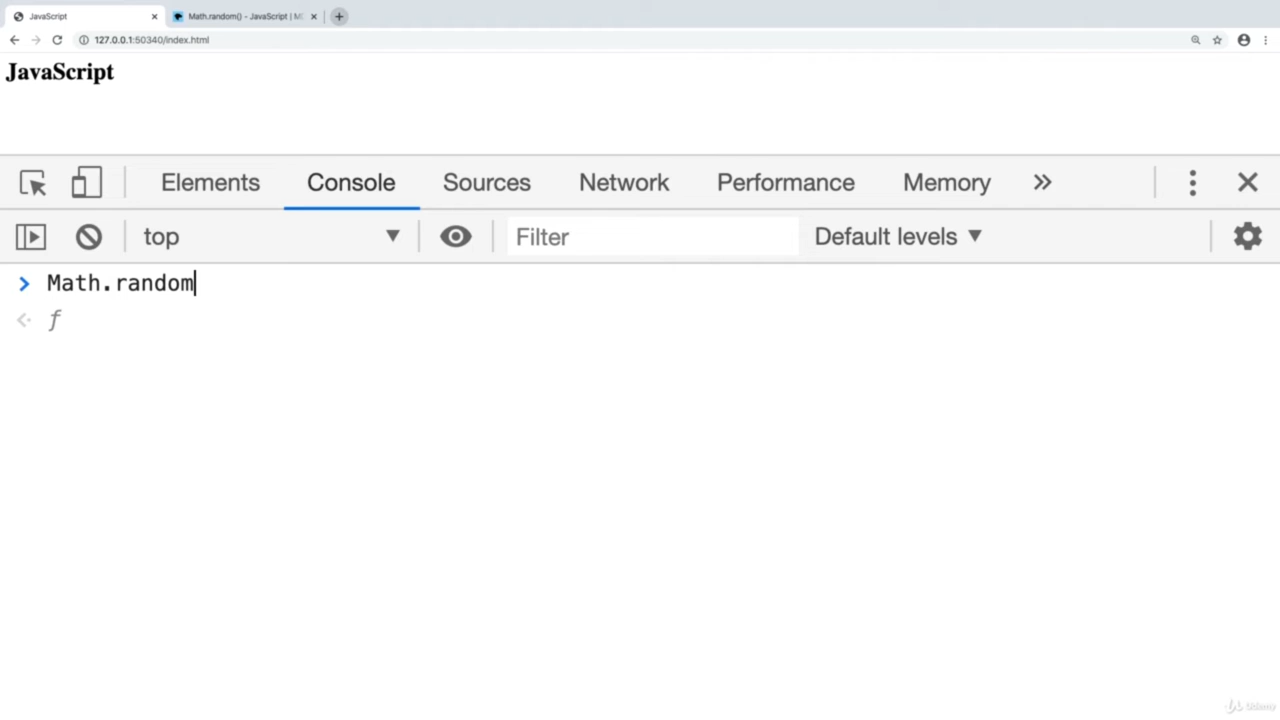 JavaScript
Math.random() - JavaScript | M
127.0.0.1:50340/index.html
JavaScript
Elements Console Sources Network Performance Memory
top Filter Default levels
> Math.random
f
Udemy